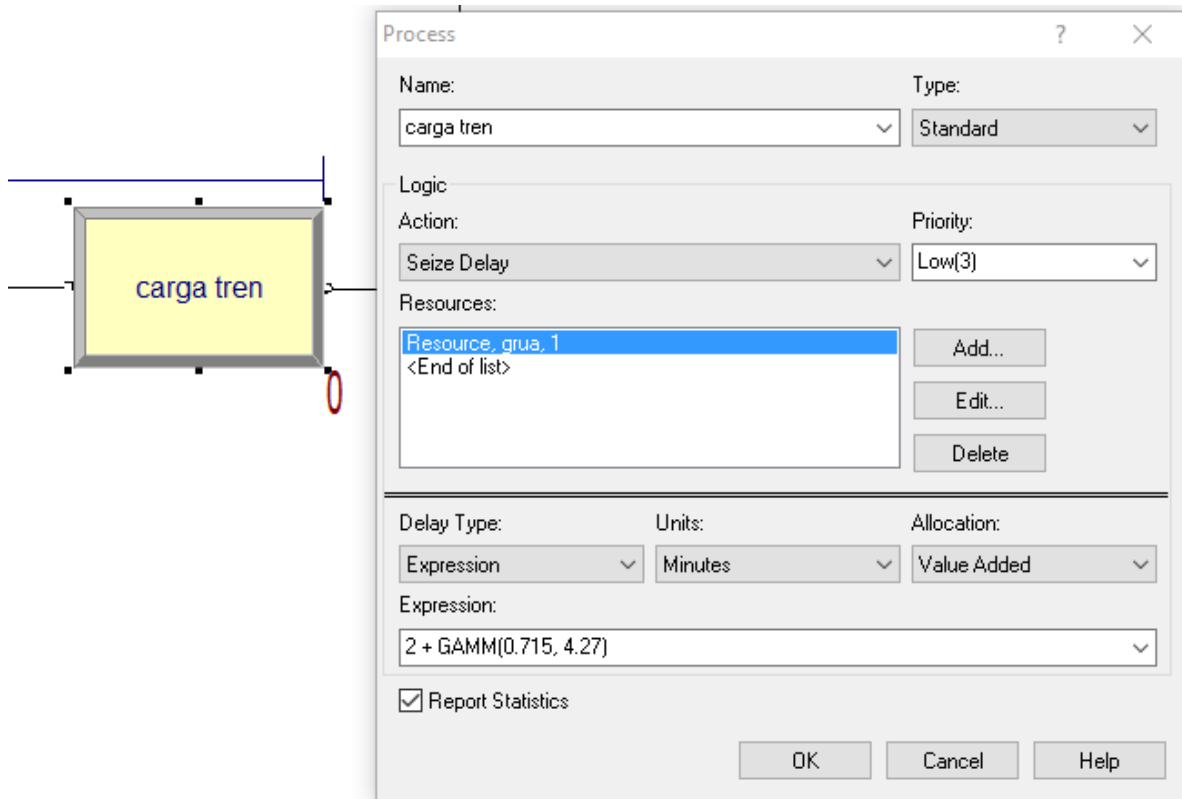 Process
?
Name:
Type:
carga tren
Standard
Logic
Action:
Priority:
Seize Delay
Low(3)
Resources:
Resource, grua, 1
<End of list>
Add...
Edit...
Delete
carga tren
0
Delay Type:
Units:
Allocation:
Expression
Minutes
Value Added
Expression:
2 + GAMM(0.715, 4.27)
Report Statistics
OK
Cancel
Help